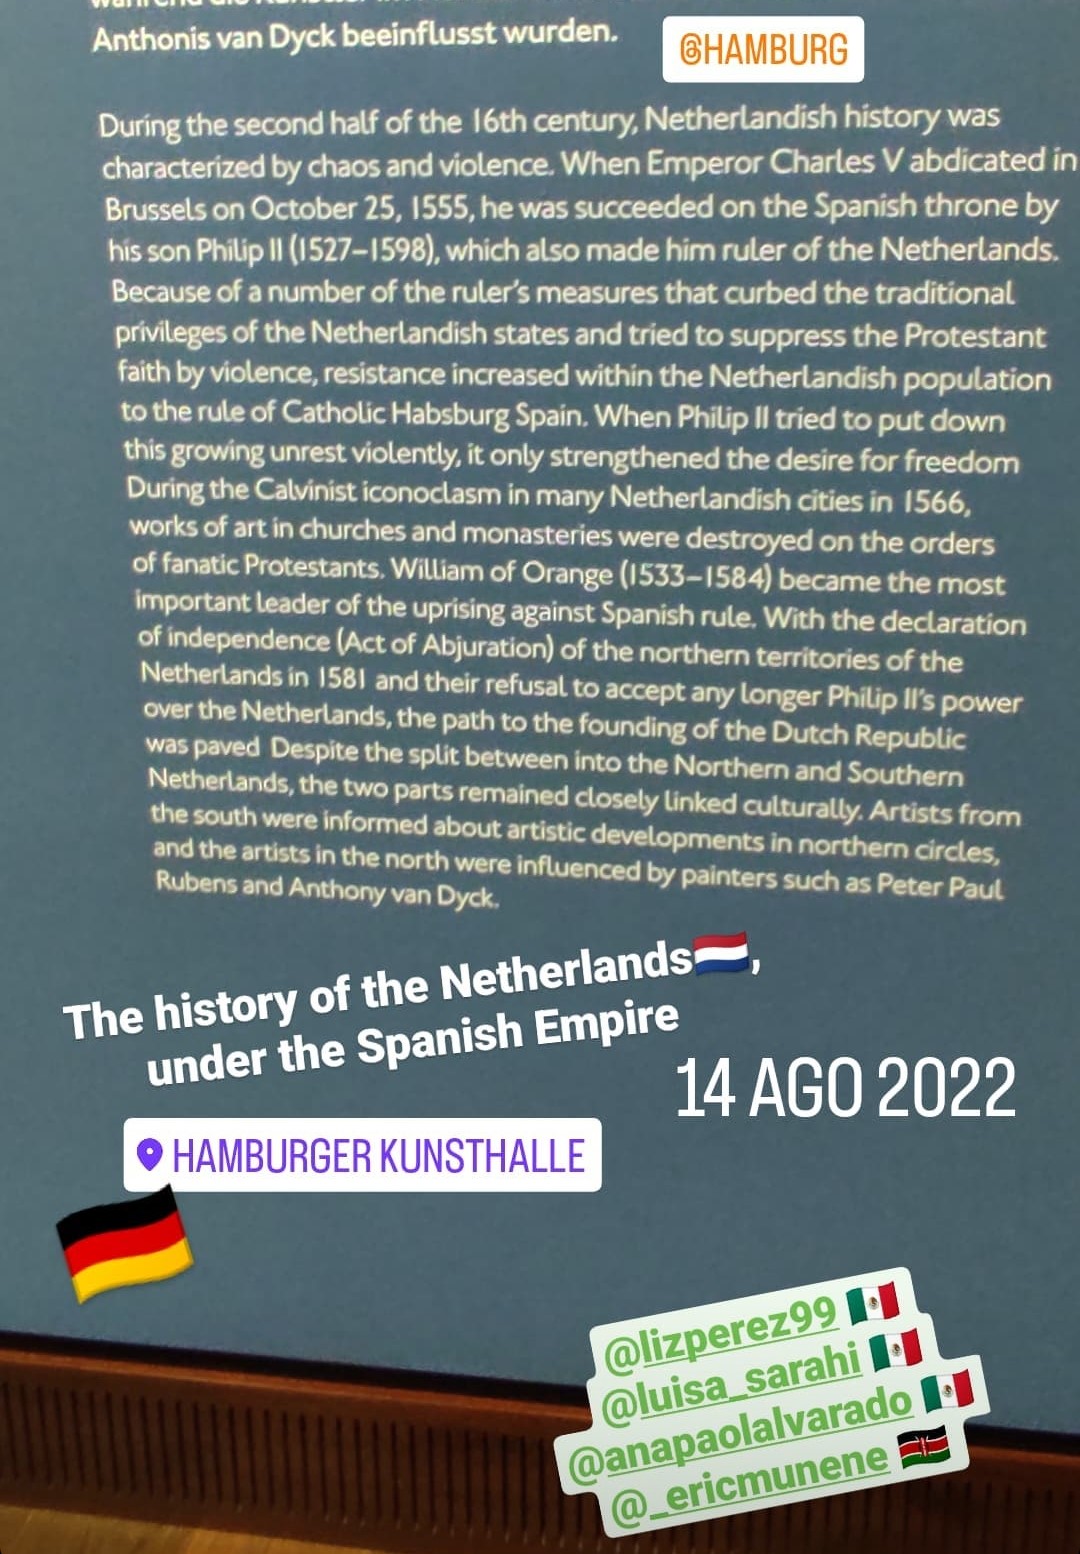 Anthonis van Dyck beeinflusst wurden.
@HAMBURG
During the second half of the 16th century, Netherlandish history was
characterized by chaos and violence. When Emperor Charles V abdicated in
Brussels on October 25, 1555, he was succeeded on the Spanish throne by
his son Philip II (1527–1598), which also made him ruler of the Netherlands.
Because of a number of the ruler's measures that curbed the traditional
privileges of the Netherlandish states and tried to suppress the Protestant
faith by violence, resistance increased within the Netherlandish population
to the rule of Catholic Habsburg Spain. When Philip II tried to put down
this growing unrest violently, it only strengthened the desire for freedom
During the Calvinist iconoclasm in many Netherlandish cities in 1566,
works of art in churches and monasteries were destroyed on the orders
of fanatic Protestants. William of Orange (1533–1584) became the most
important leader of the uprising against Spanish rule. With the declaration
of independence (Act of Abjuration) of the northern territories of the
Netherlands in 1581 and their refusal to accept any longer Philip II's power
over the Netherlands, the path to the founding of the Dutch Republic
was paved Despite the split between into the Northern and Southern
Netherlands, the two parts remained closely linked culturally. Artists from
the south were informed about artistic developments in northern circles,
and the artists in the north were influenced by painters such as Peter Paul
Rubens and Anthony van Dyck.
The history of the Netherlands🇳🇱,
under the Spanish Empire
14 AGO 2022
HAMBURGER KUNSTHALLE
@lizperez99 🇲🇽
@luisa_sarahi 🇲🇽
@anapaolalvarado 🇲🇽
@_ericmunene 🇰🇪